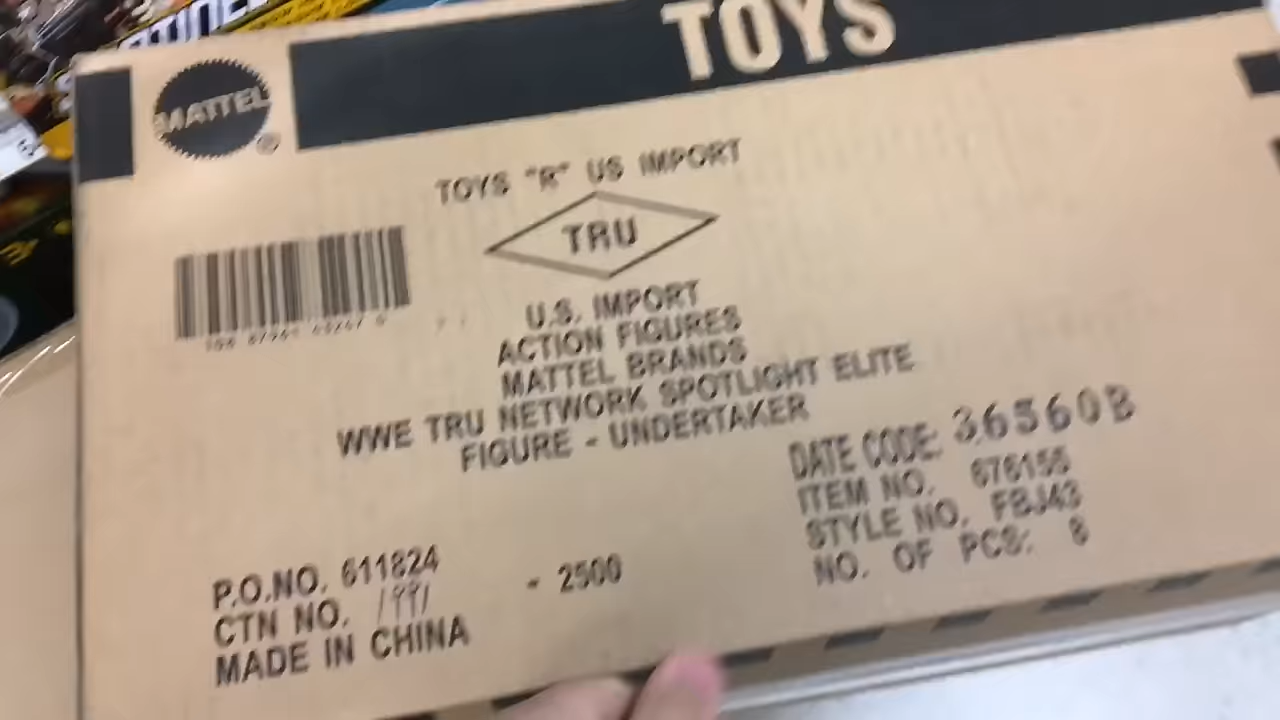 TOYS
MATTEL
®
TOYS "R" US IMPORT
TRU
U.S. IMPORT
ACTION FIGURES
MATTEL BRANDS
WWE TRU NETWORK SPOTLIGHT ELITE
FIGURE - UNDERTAKER
DATE CODE: 36560B
ITEM NO. 676155
STYLE NO. FBJ43
NO. OF PCS: 8
P.O.NO. 611824 - 2500
CTN NO. 1991
MADE IN CHINA